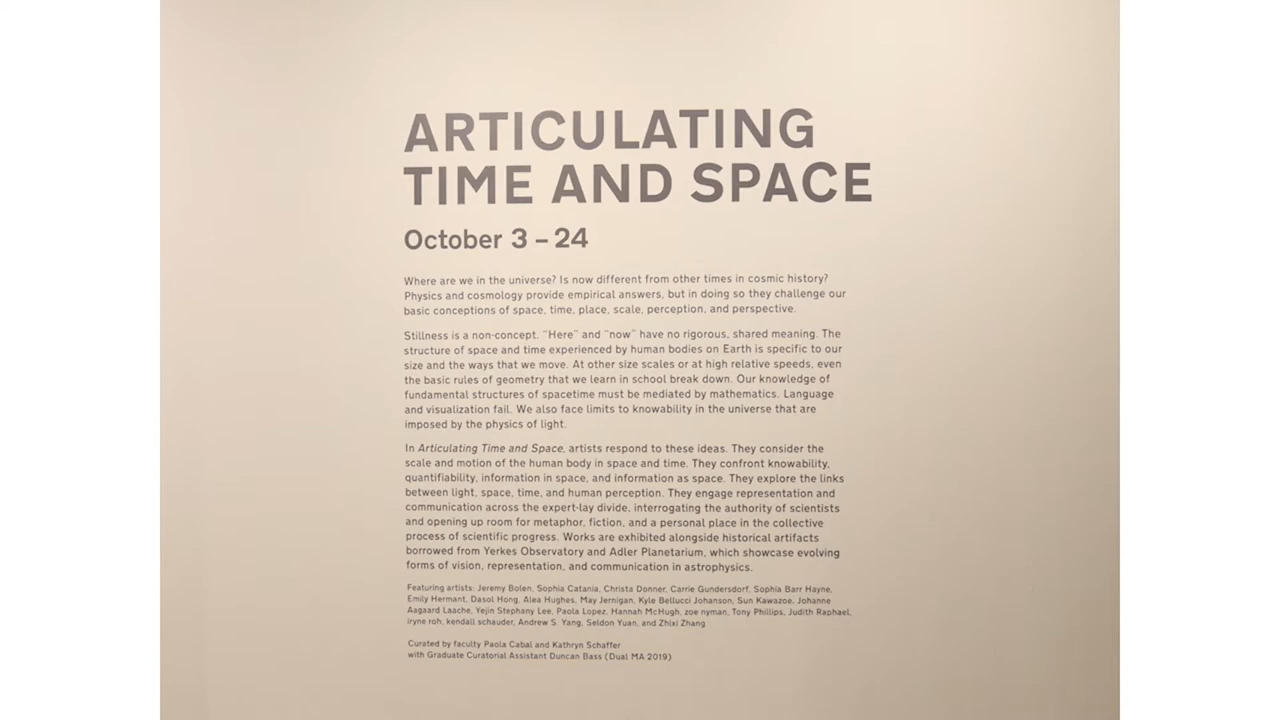 ARTICULATING
TIME AND SPACE
October 3 – 24
Where are we in the universe? Is now different from other times in cosmic history?
Physics and cosmology provide empirical answers, but in doing so they challenge our
basic conceptions of space, time, place, scale, perception, and perspective.
Stillness is a non-concept. “Here” and “now” have no rigorous, shared meaning. The
structure of space and time experienced by human bodies on Earth is specific to our
size and the ways that we move. At other size scales or at high relative speeds, even
the basic rules of geometry that we learn in school break down. Our knowledge of
fundamental structures of spacetime must be mediated by mathematics. Language
and visualization fail. We also face limits to knowability in the universe that are
imposed by the physics of light.
In Articulating Time and Space, artists respond to these ideas. They consider the
scale and motion of the human body in space and time. They confront knowability,
quantifiability, information in space, and information as space. They explore the links
between light, space, time, and human perception. They engage representation and
communication across the expert-lay divide, interrogating the authority of scientists
and opening up room for metaphor, fiction, and a personal place in the collective
process of scientific progress. Works are exhibited alongside historical artifacts
borrowed from Yerkes Observatory and Adler Planetarium, which showcase evolving
forms of vision, representation, and communication in astrophysics.
Featuring artists: Jeremy Bolen, Sophia Catania, Christa Donner, Carrie Gundersdorf, Sophia Barr Hayne,
Emily Hermant, Dasol Hong, Alea Hughes, May Jernigan, Kyle Bellucci Johanson, Sun Kawazoe, Johanne
Aagaard Laache, Yejin Stephany Lee, Paola Lopez, Hannah McHugh, zoe nyman, Tony Phillips, Judith Raphael,
iryne roh, kendall schauder, Andrew S. Yang, Seldon Yuan, and Zhixi Zhang
Curated by faculty Paola Cabal and Kathryn Schaffer
with Graduate Curatorial Assistant Duncan Bass (Dual MA 2019)